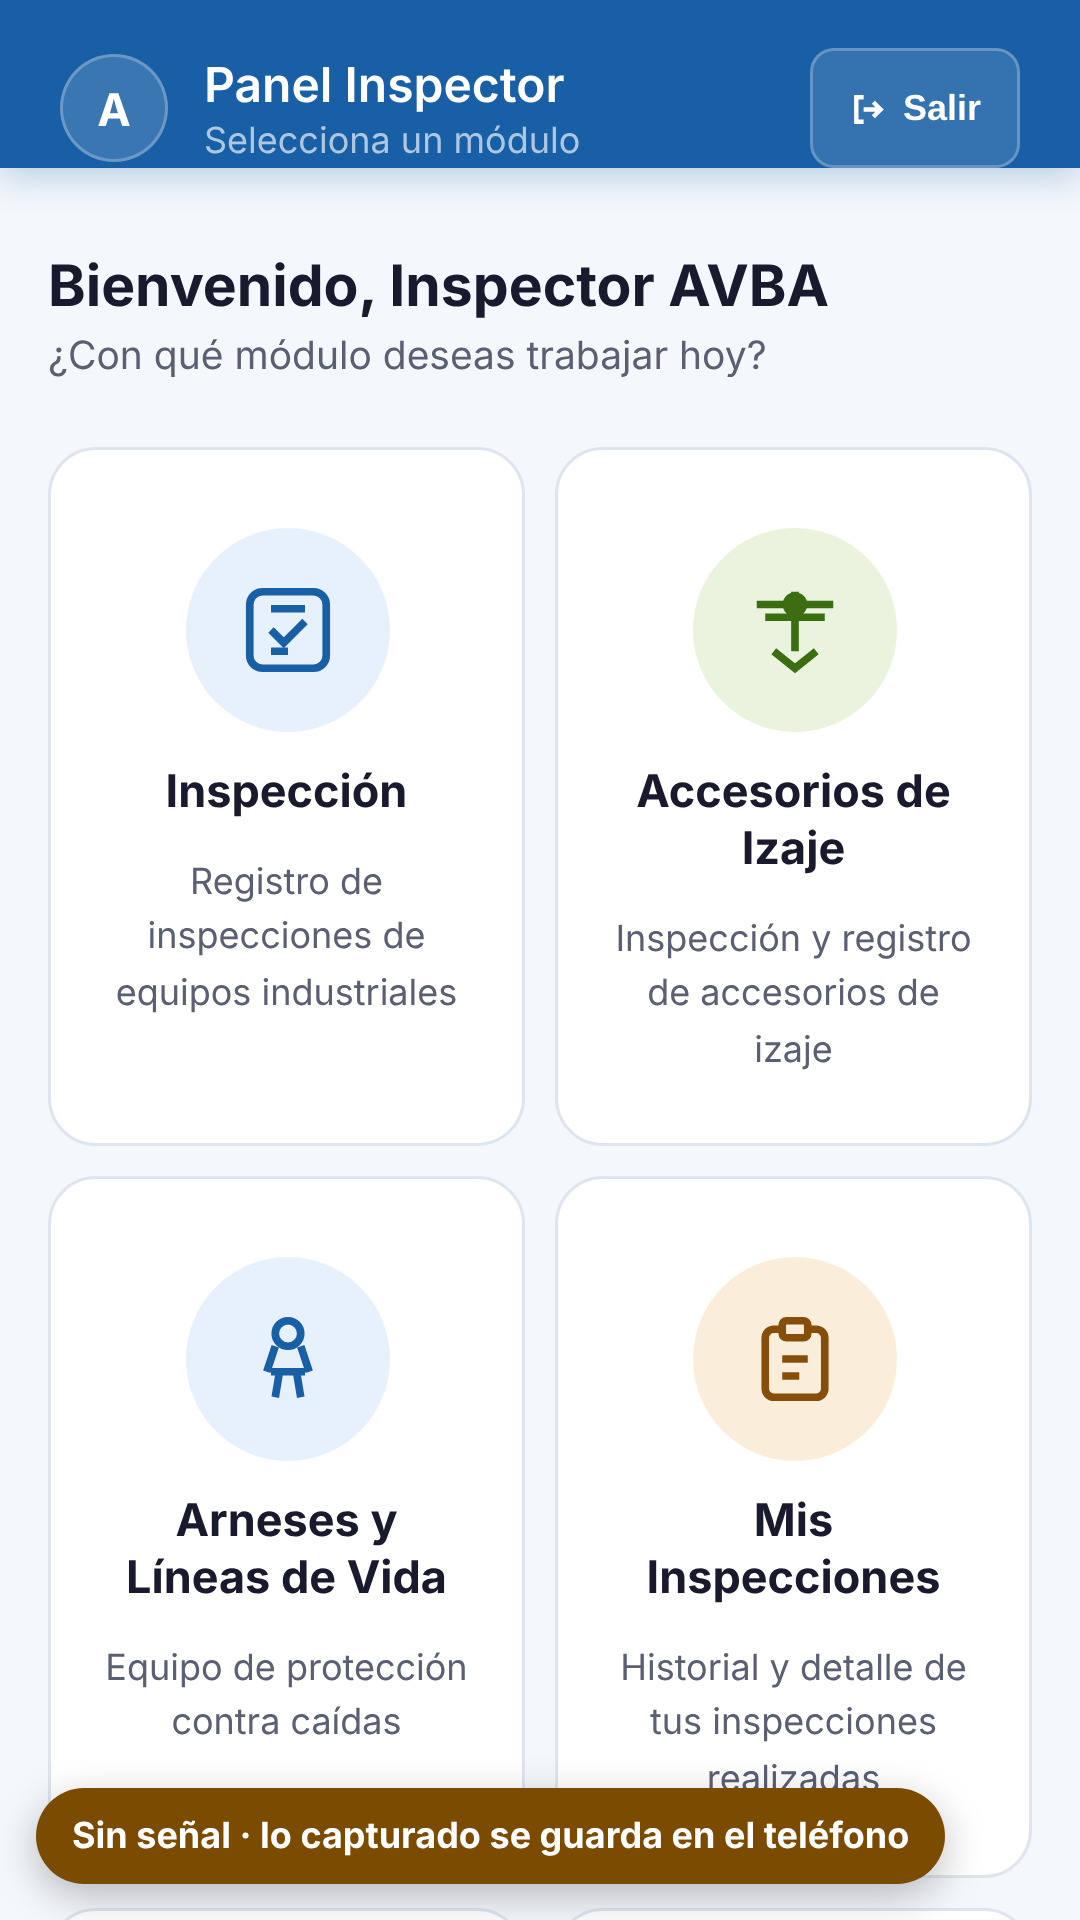 A
Panel Inspector
Selecciona un módulo
Salir
Bienvenido, Inspector AVBA
¿Con qué módulo deseas trabajar hoy?
Inspección
Registro de
inspecciones de
equipos industriales
Accesorios de
Izaje
Inspección y registro
de accesorios de
izaje
Arneses y
Líneas de Vida
Equipo de protección
contra caídas
Mis
Inspecciones
Historial y detalle de
tus inspecciones
realizadas
Sin señal · lo capturado se guarda en el teléfono